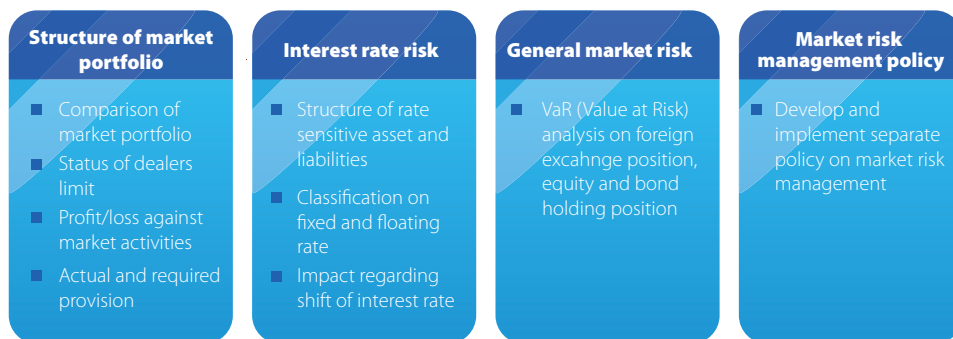 Structure of market
portfolio
Comparison of
market portfolio
Status of dealers
limit
Profit/loss against
market activities
Actual and required
provision
Interest rate risk
Structure of rate
sensitive asset and
liabilities
Classification on
fixed and floating
rate
Impact regarding
shift of interest rate
General market risk
VaR (Value at Risk)
analysis on foreign
excahnge position,
equity and bond
holding position
Market risk
management policy
Develop and
implement separate
policy on market risk
management